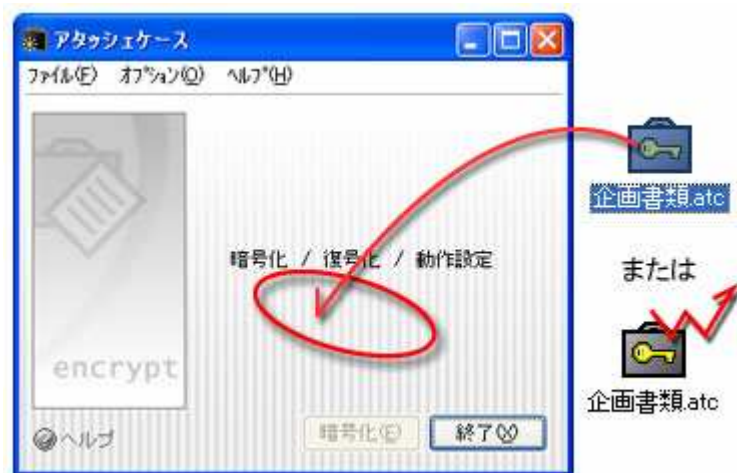 アタッシェケース
ファイル(F) オプション(O) ヘルプ(H)
企画書類.atc
暗号化 / 復号化 / 動作設定
または
encrypt
企画書類.atc
ヘルプ
暗号化(E) 終了(X)